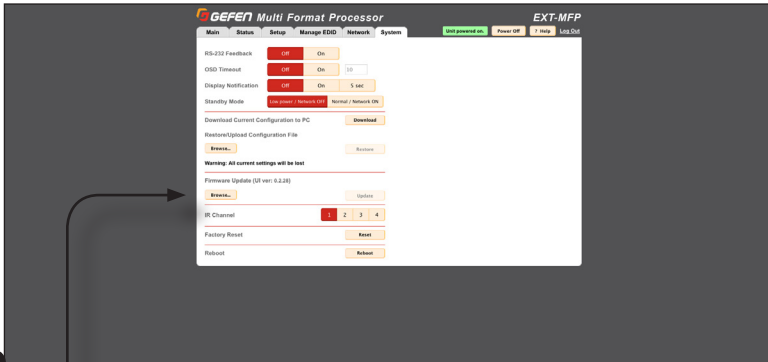 GEFEN Multi Format Processor EXT-MFP
Main Status Setup Manage EDID Network System Unit powered on. Power Off ? Help Log Out
RS-232 Feedback Off On
OSD Timeout Off On 10
Display Notification Off On 5 sec
Standby Mode Low power / Network OFF Normal / Network ON
Download Current Configuration to PC Download
Restore/Upload Configuration File
Browse... Restore
Warning: All current settings will be lost
Firmware Update (UI ver: 0.2.28)
Browse... Update
IR Channel 1 2 3 4
Factory Reset Reset
Reboot Reboot